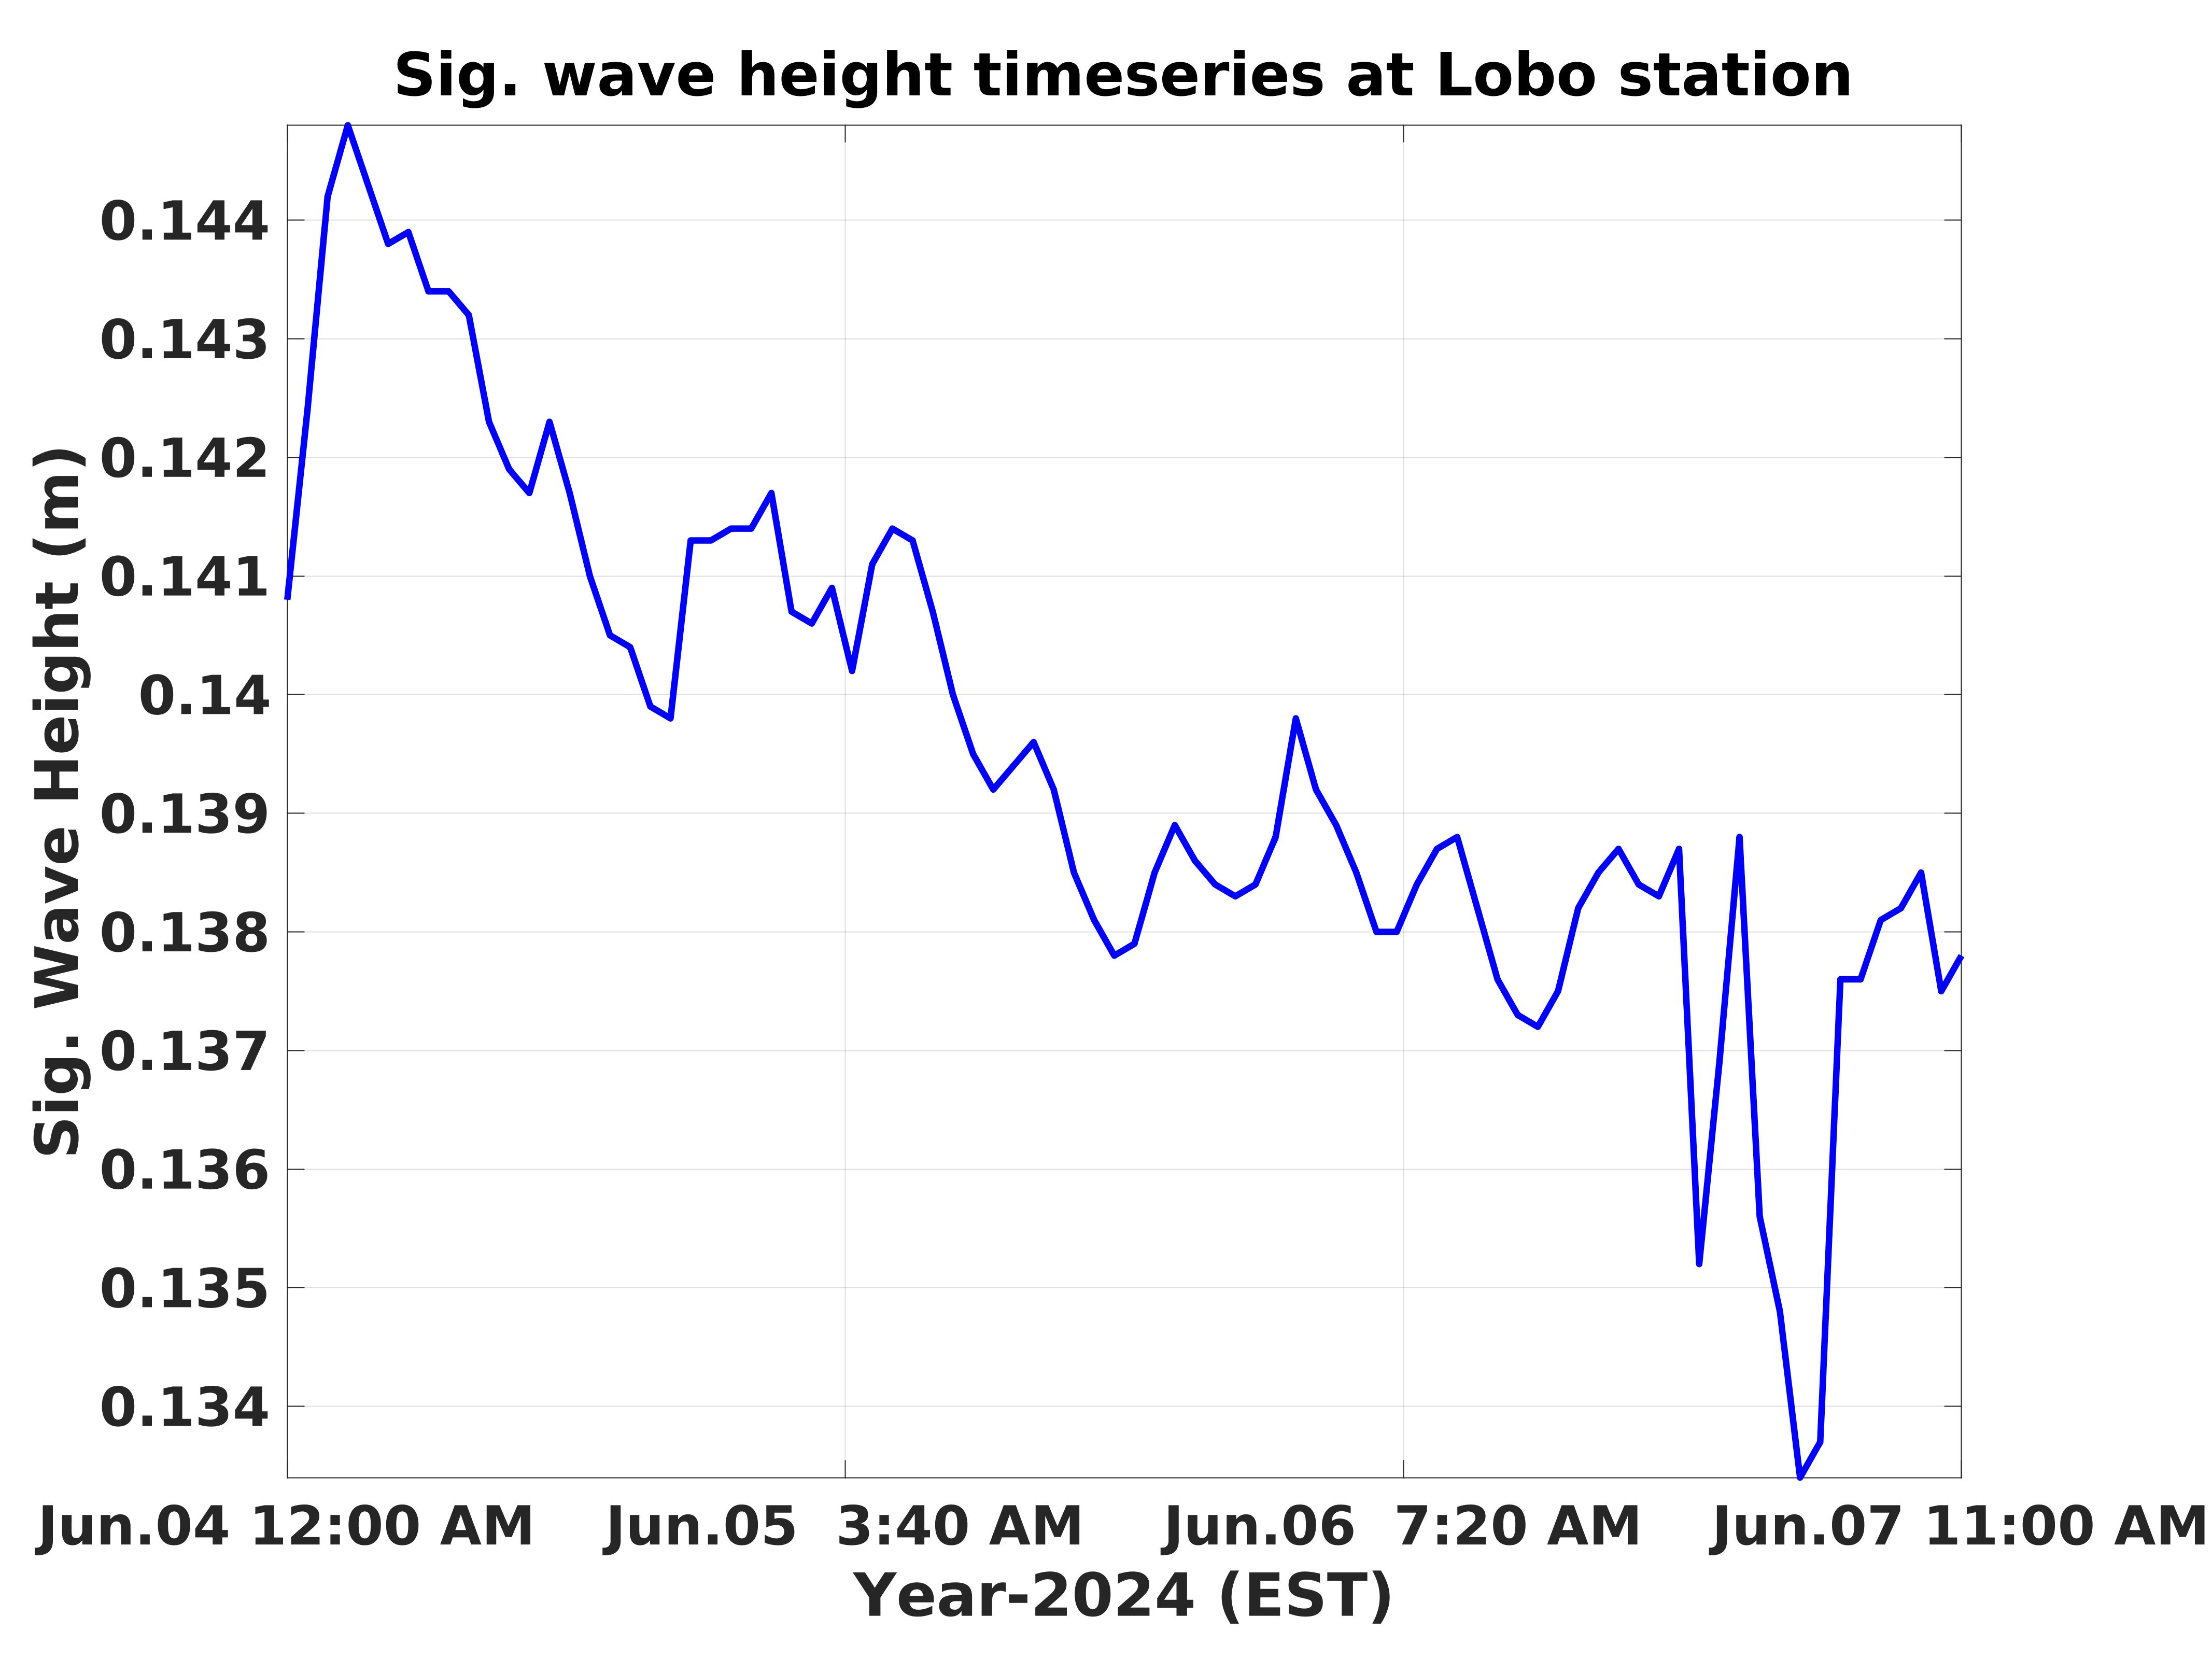 Sig. wave height timeseries at Lobo station
Sig. Wave Height (m)
0.144
0.143
0.142
0.141
0.14
0.139
0.138
0.137
0.136
0.135
0.134
Jun.04 12:00 AM Jun.05 3:40 AM Jun.06 7:20 AM Jun.07 11:00 AM
Year-2024 (EST)